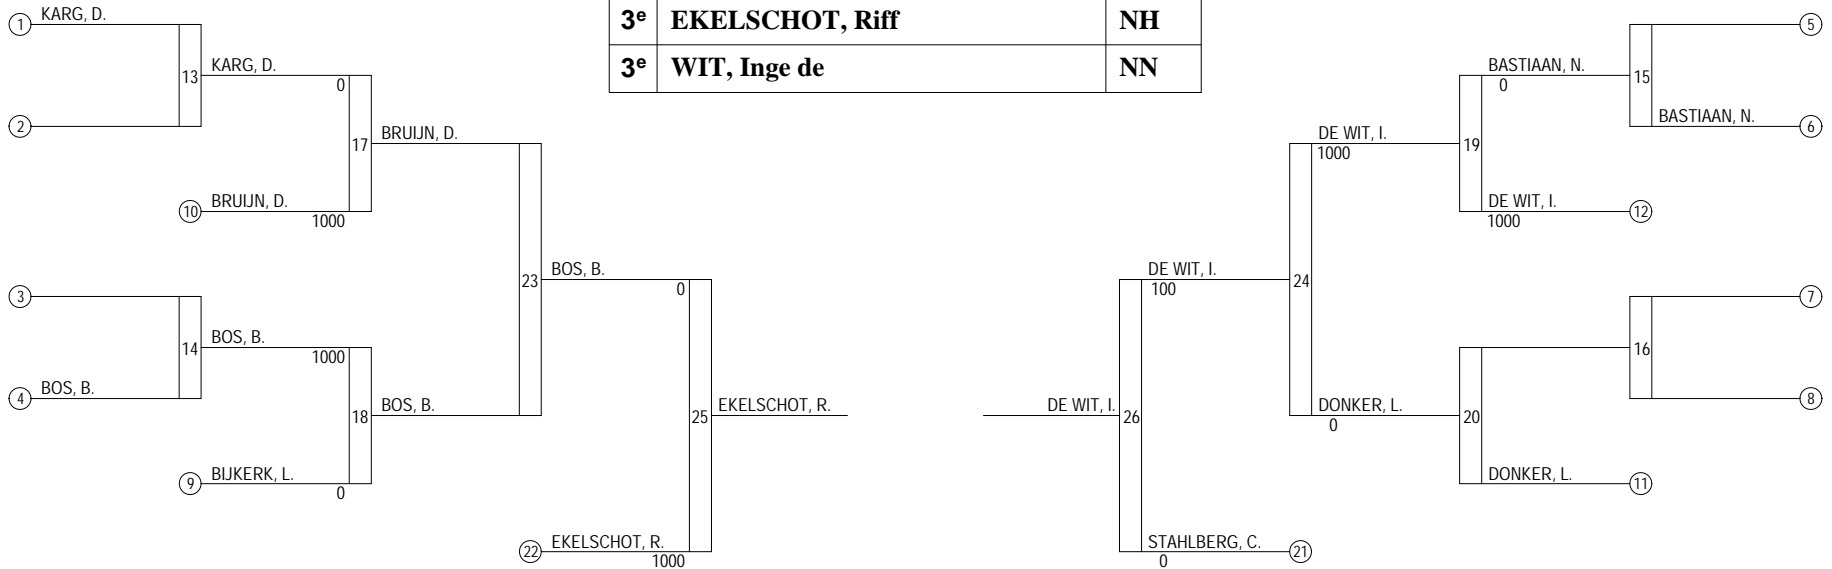 3e EKELSCHOT, Riff NH
3e WIT, Inge de NN
1 KARG, D.
13 KARG, D.
0
2
17 BRUIJN, D.
10 BRUIJN, D.
1000
23 BOS, B.
0
3
14 BOS, B.
1000
4 BOS, B.
18 BOS, B.
9 BIJKERK, L.
0
25 EKELSCHOT, R.
22 EKELSCHOT, R.
1000
5
BASTIAAN, N. 15
0
BASTIAAN, N. 6
DE WIT, I. 19
1000
DE WIT, I. 12
1000
DE WIT, I. 24
100
7
16
8
DE WIT, I. 26
DONKER, L. 20
0
DONKER, L. 11
STAHLBERG, C. 21
0